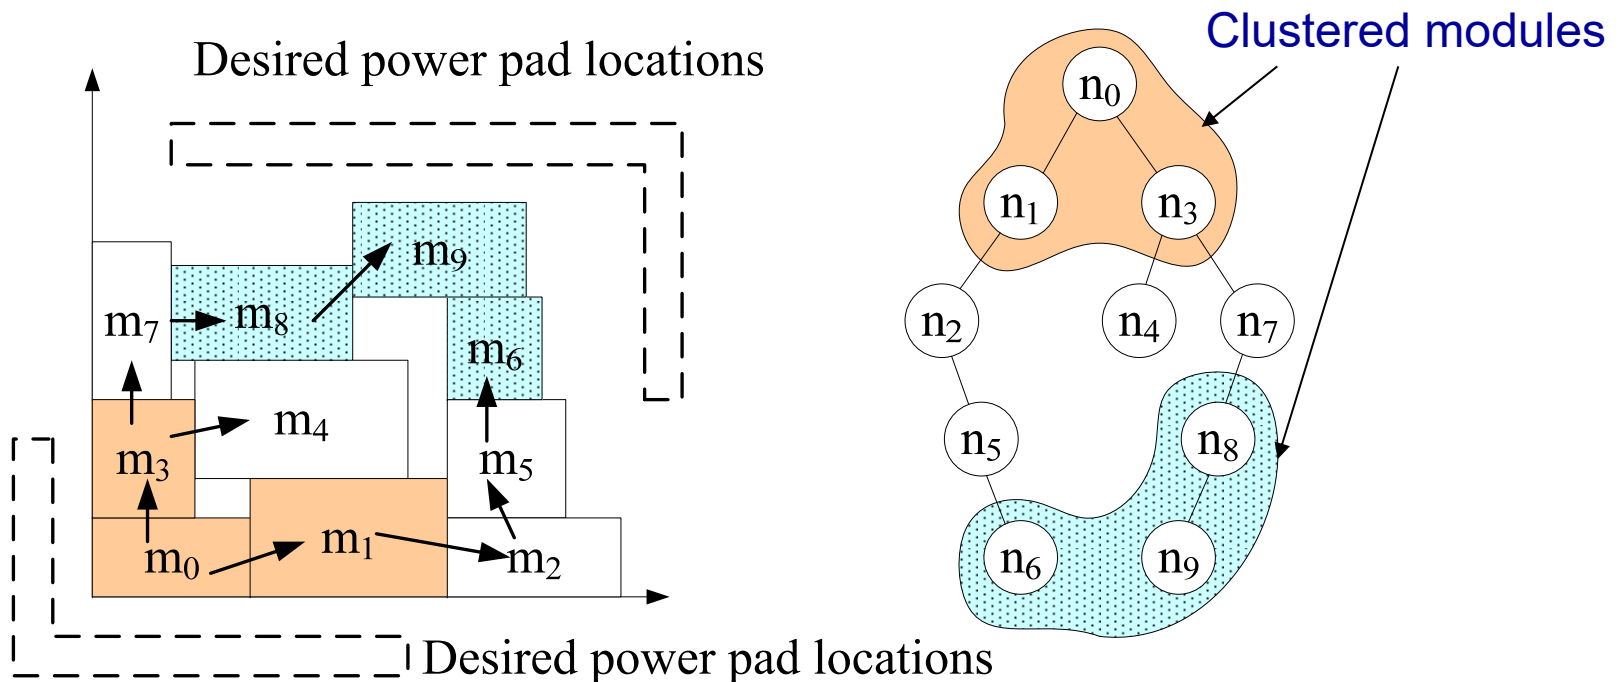 Clustered modules
Desired power pad locations
n0
m9
n1 n3
m7 m8
m6
n2 n4 n7
m4
m3 m5
n5 n8
m0 m1 m2
n6 n9
Desired power pad locations